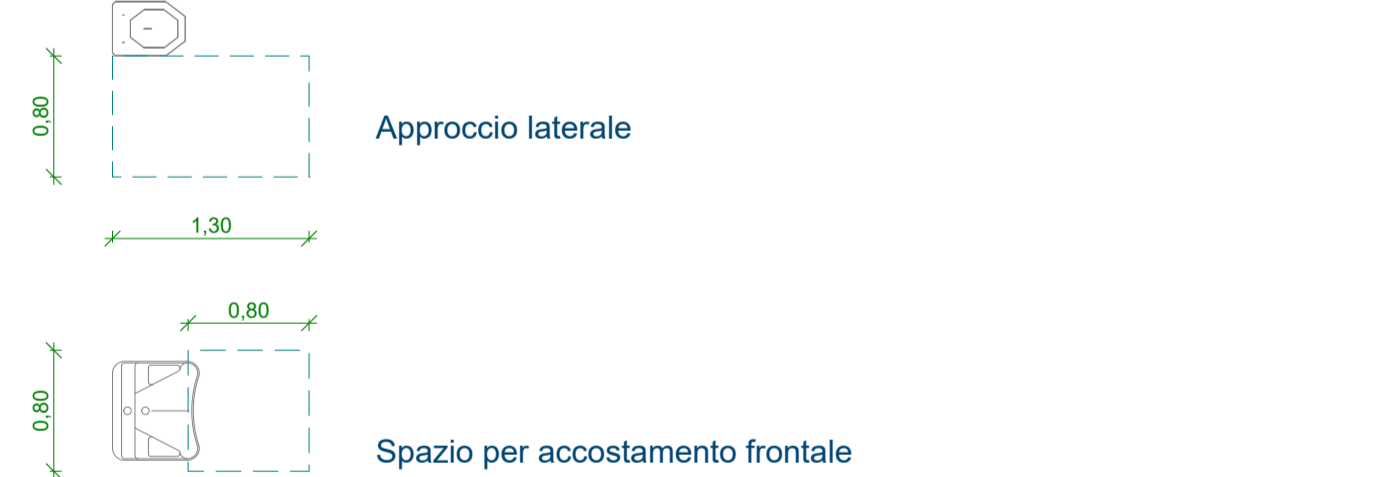 0,80
Approccio laterale
1,30
0,80
0,80
Spazio per accostamento frontale